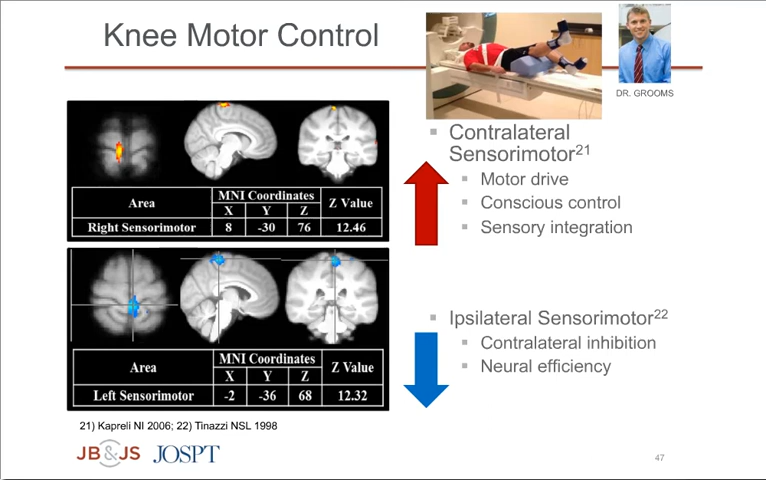 Knee Motor Control
DR. GROOMS
Area
MNI Coordinates
Z Value
X Y Z
Right Sensorimotor 8 -30 76 12.46
Contralateral
Sensorimotor21
Motor drive
Conscious control
Sensory integration
Area
MNI Coordinates
Z Value
X Y Z
Left Sensorimotor -2 -36 68 12.32
Ipsilateral Sensorimotor22
Contralateral inhibition
Neural efficiency
21) Kapreli NI 2006; 22) Tinazzi NSL 1998
JB&JS JOSPT
47